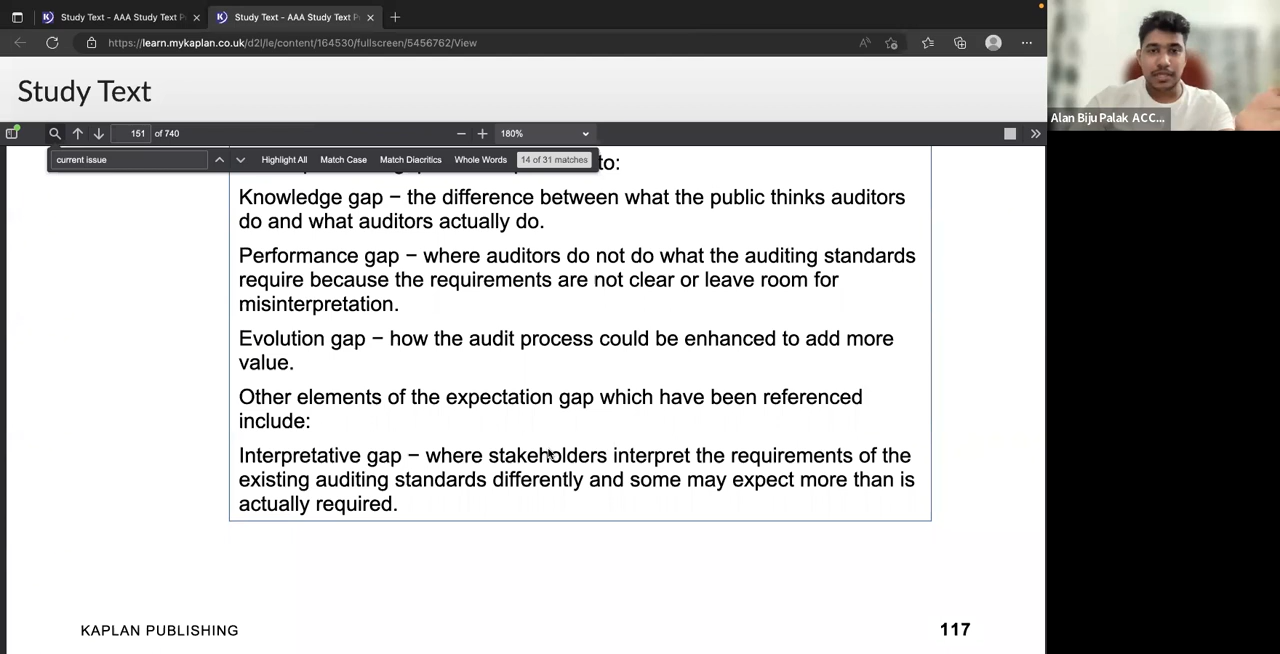 Study Text - AAA Study Text P
Study Text - AAA Study Text P
https://learn.mykaplan.co.uk/d2l/le/content/164530/fullscreen/5456762/View
Study Text
151 of 740
180%
current issue
Highlight All
Match Case
Match Diacritics
Whole Words
14 of 31 matches
to:
Knowledge gap – the difference between what the public thinks auditors
do and what auditors actually do.
Performance gap – where auditors do not do what the auditing standards
require because the requirements are not clear or leave room for
misinterpretation.
Evolution gap – how the audit process could be enhanced to add more
value.
Other elements of the expectation gap which have been referenced
include:
Interpretative gap – where stakeholders interpret the requirements of the
existing auditing standards differently and some may expect more than is
actually required.
KAPLAN PUBLISHING
117
Alan Biju Palak ACC...